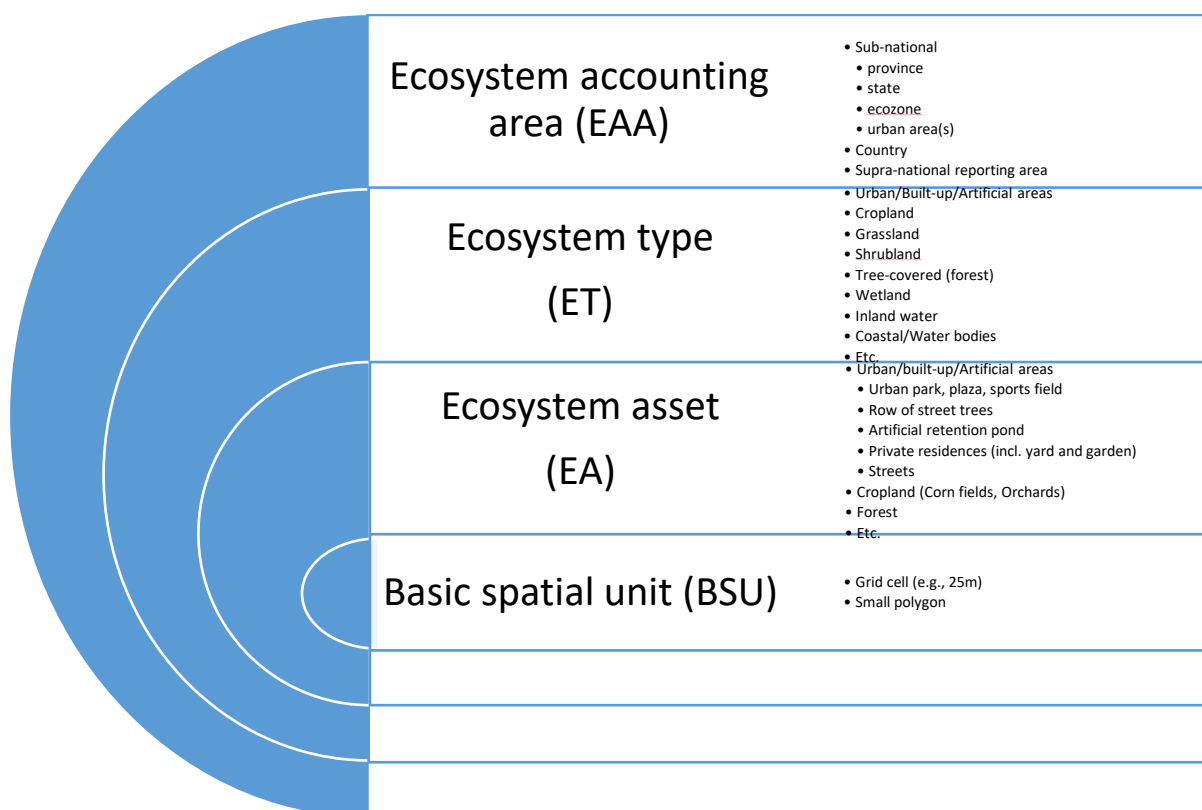 Ecosystem accounting
area (EAA)
• Sub-national
• province
• state
• ecozone
• urban area(s)
• Country
• Supra-national reporting area
Ecosystem type
(ET)
• Urban/Built-up/Artificial areas
• Cropland
• Grassland
• Shrubland
• Tree-covered (forest)
• Wetland
• Inland water
• Coastal/Water bodies
• Etc.
Ecosystem asset
(EA)
• Urban/built-up/Artificial areas
• Urban park, plaza, sports field
• Row of street trees
• Artificial retention pond
• Private residences (incl. yard and garden)
• Streets
• Cropland (Corn fields, Orchards)
• Forest
• Etc.
Basic spatial unit (BSU)
• Grid cell (e.g., 25m)
• Small polygon